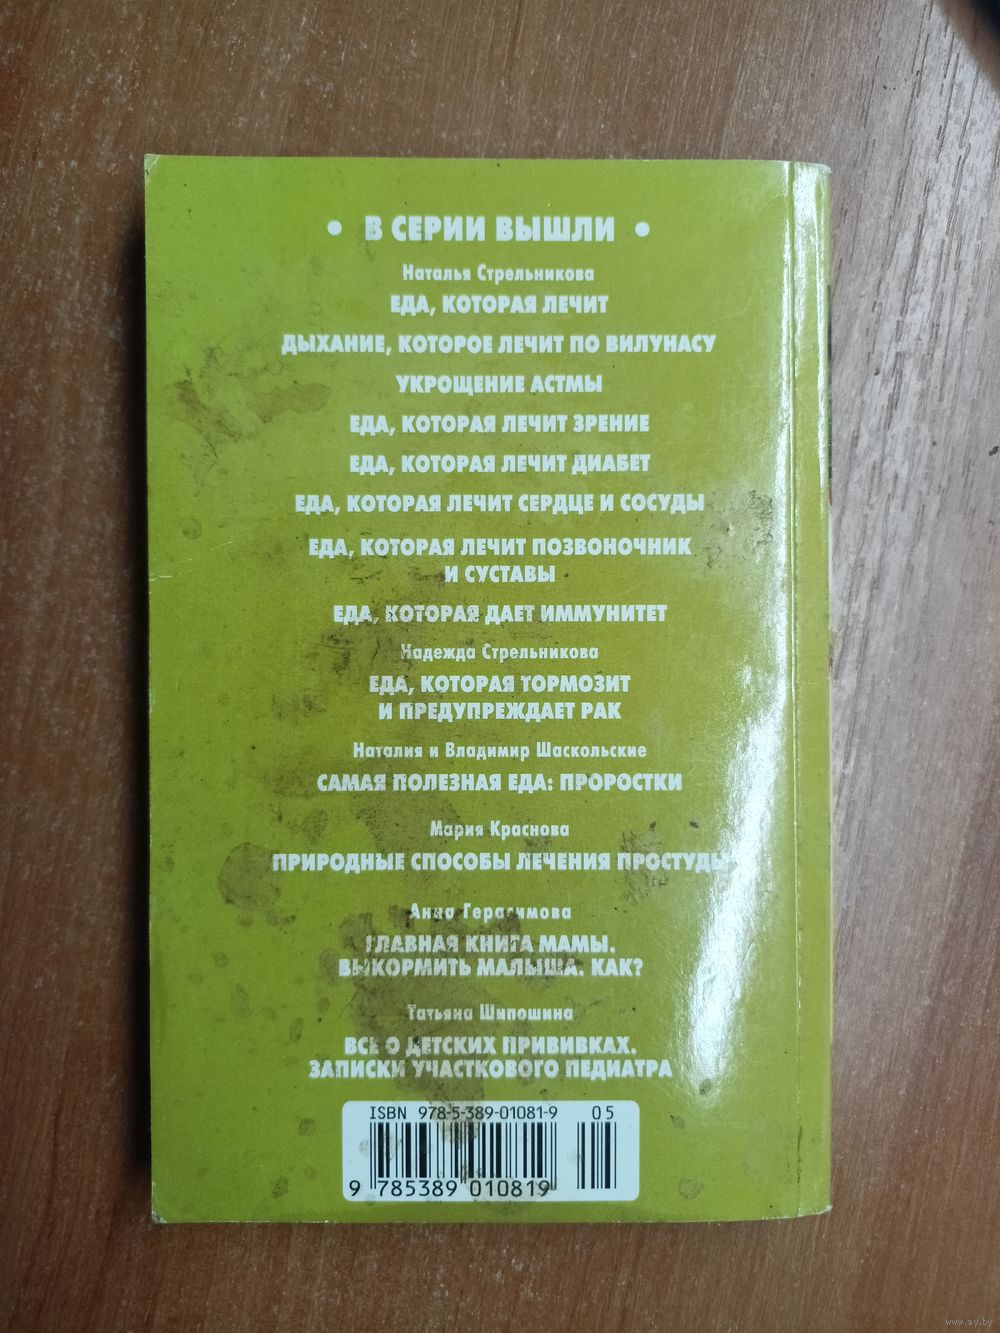 • В СЕРИИ ВЫШЛИ •
Наталья Стрельникова
ЕДА, КОТОРАЯ ЛЕЧИТ
ДЫХАНИЕ, КОТОРОЕ ЛЕЧИТ ПО ВИЛУНАСУ
УКРОЩЕНИЕ АСТМЫ
ЕДА, КОТОРАЯ ЛЕЧИТ ЗРЕНИЕ
ЕДА, КОТОРАЯ ЛЕЧИТ ДИАБЕТ
ЕДА, КОТОРАЯ ЛЕЧИТ СЕРДЦЕ И СОСУДЫ
ЕДА, КОТОРАЯ ЛЕЧИТ ПОЗВОНОЧНИК
И СУСТАВЫ
ЕДА, КОТОРАЯ ДАЕТ ИММУНИТЕТ
Надежда Стрельникова
ЕДА, КОТОРАЯ ТОРМОЗИТ
И ПРЕДУПРЕЖДАЕТ РАК
Наталия и Владимир Шаскольские
САМАЯ ПОЛЕЗНАЯ ЕДА: ПРОРОСТКИ
Мария Краснова
ПРИРОДНЫЕ СПОСОБЫ ЛЕЧЕНИЯ ПРОСТУДЫ
Анна Герасимова
ГЛАВНАЯ КНИГА МАМЫ.
ВЫКОРМИТЬ МАЛЫША. КАК?
Татьяна Шипошина
ВСЕ О ДЕТСКИХ ПРИВИВКАХ.
ЗАПИСКИ УЧАСТКОВОГО ПЕДИАТРА
ISBN 978-5-389-01081-9 05
9 785389 010819
www.ay.by